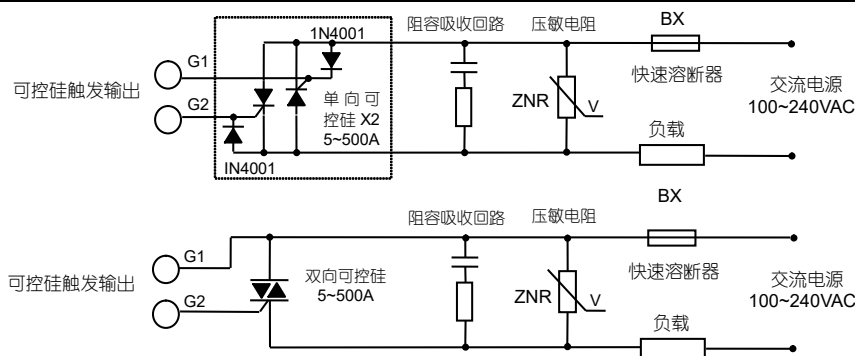 1N4001
阻容吸收回路
压敏电阻
BX
G1
可控硅触发输出
G2
单向可
控硅 X2
5~500A
ZNR
V
快速溶断器
交流电源
100~240VAC
负载
IN4001
BX
阻容吸收回路
压敏电阻
G1
可控硅触发输出
G2
双向可控硅
5~500A
ZNR
V
快速溶断器
交流电源
100~240VAC
负载